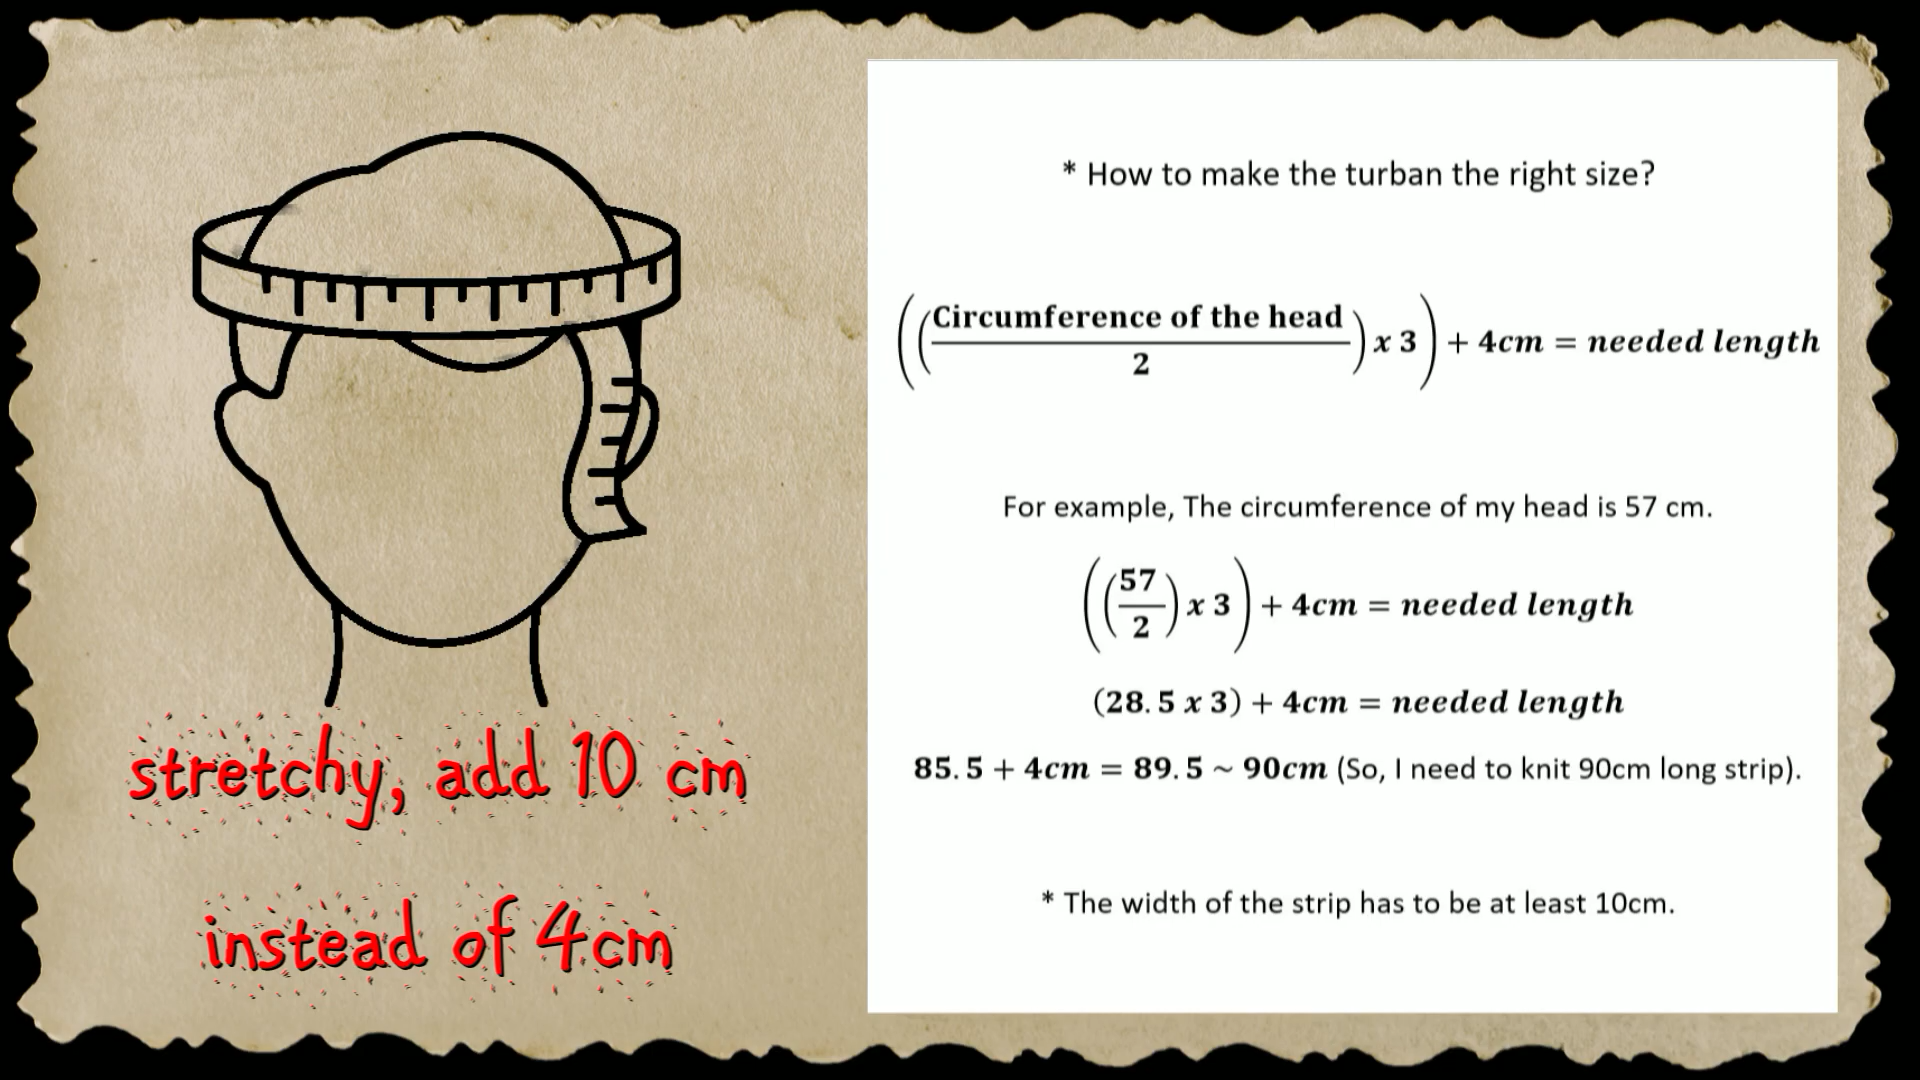 * How to make the turban the right size?
((Circumference of the head / 2) x 3) + 4cm = needed length
For example, The circumference of my head is 57 cm.
((57 / 2) x 3) + 4cm = needed length
(28.5 x 3) + 4cm = needed length
85.5 + 4cm = 89.5 ~ 90cm (So, I need to knit 90cm long strip).
* The width of the strip has to be at least 10cm.
stretchy, add 10 cm
instead of 4cm